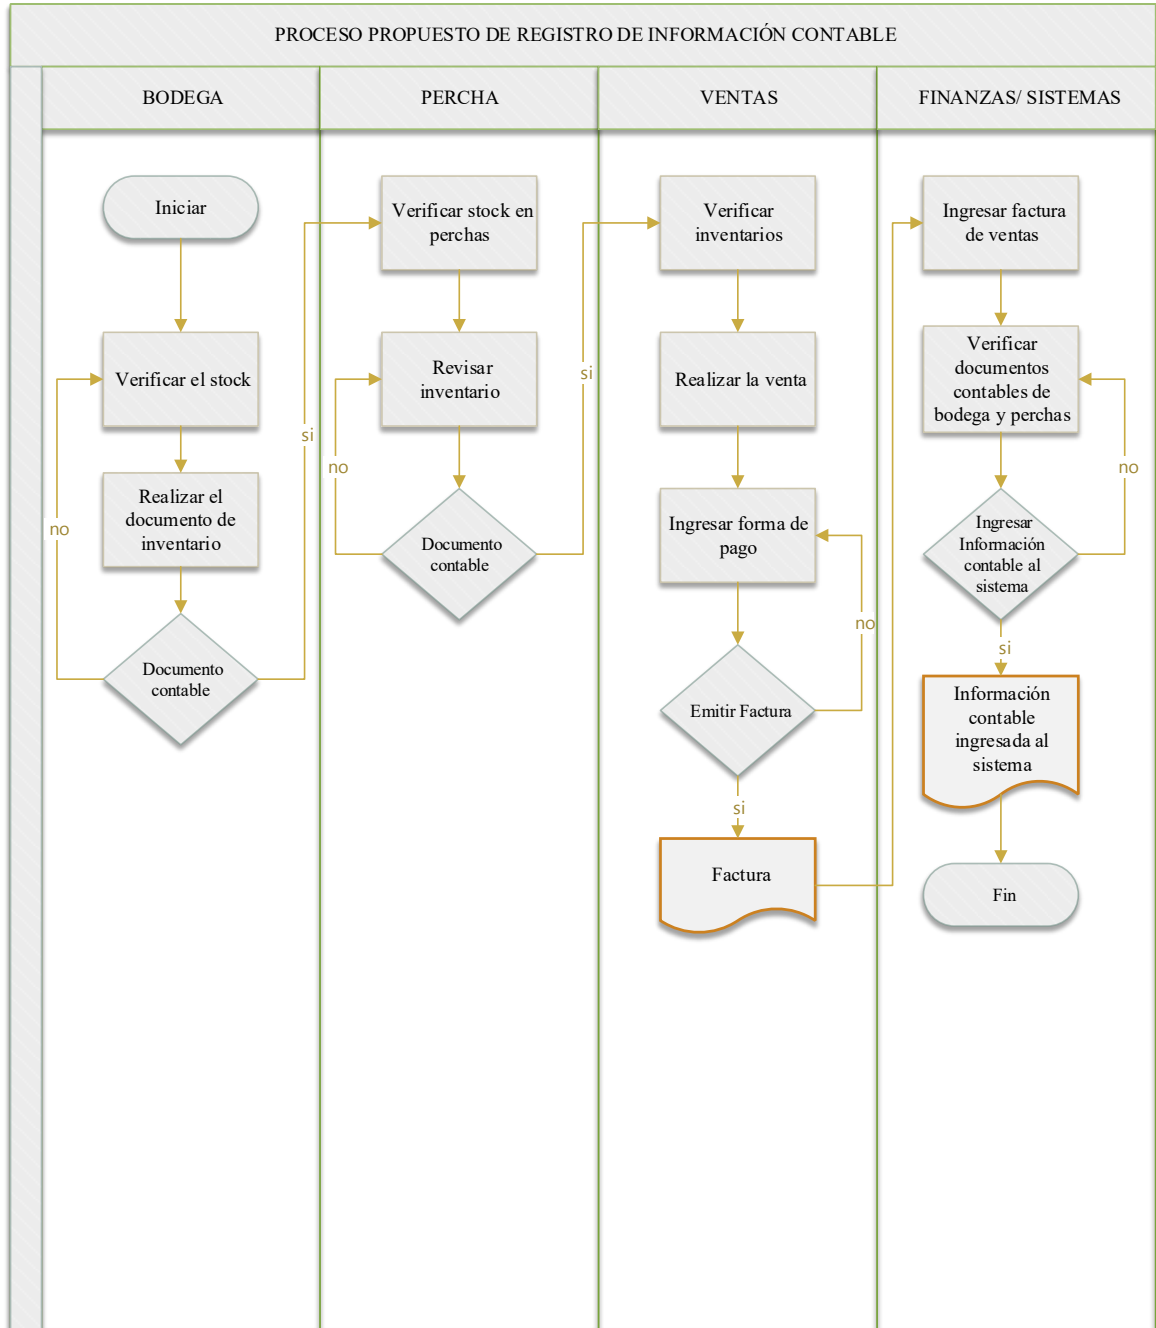 PROCESO PROPUESTO DE REGISTRO DE INFORMACIÓN CONTABLE
BODEGA
PERCHA
VENTAS
FINANZAS/ SISTEMAS
Iniciar
Verificar el stock
Realizar el
documento de
inventario
Documento
contable
no
si
Verificar stock en
perchas
Revisar
inventario
Documento
contable
no
si
Verificar
inventarios
Realizar la venta
Ingresar forma de
pago
Emitir Factura
no
si
Factura
Ingresar factura
de ventas
Verificar
documentos
contables de
bodega y perchas
Ingresar
Información
contable al
sistema
no
si
Información
contable
ingresada al
sistema
Fin